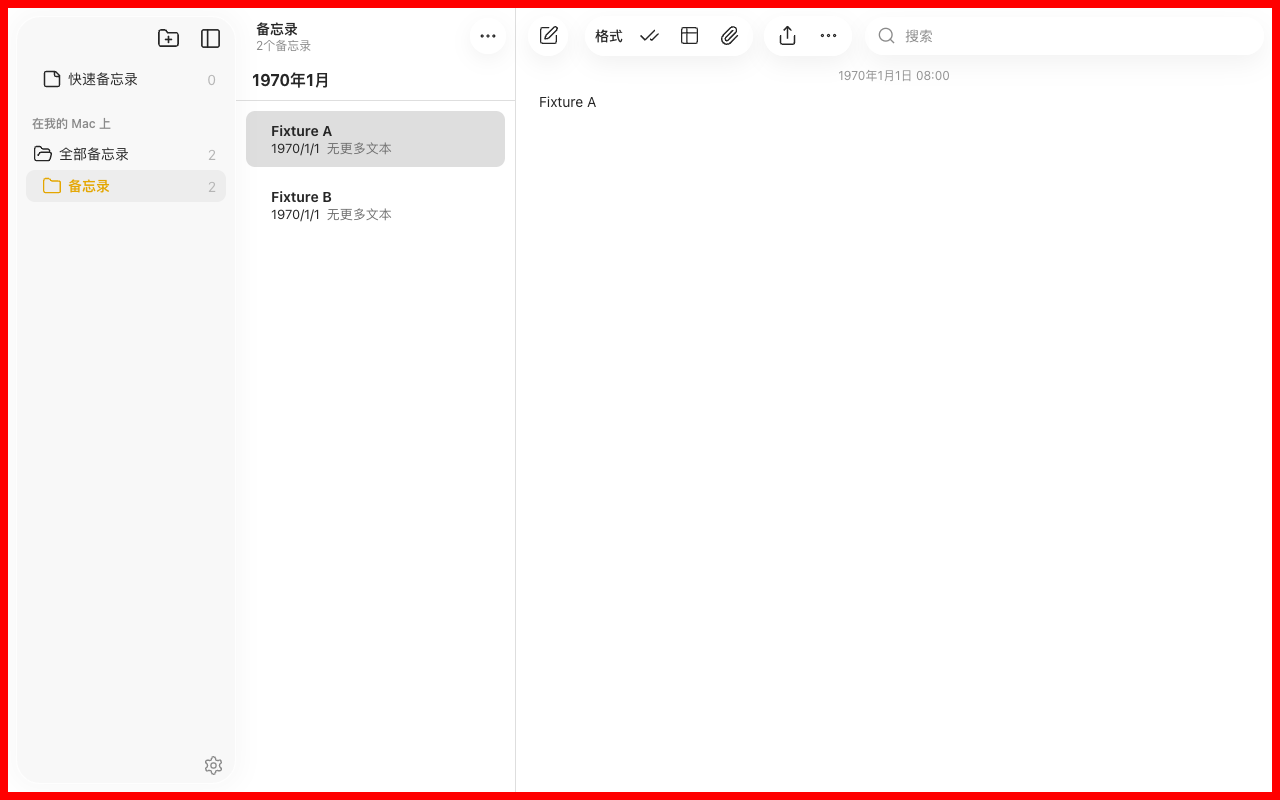 快速备忘录 0
在我的 Mac 上
全部备忘录 2
备忘录 2
备忘录
2个备忘录
1970年1月
Fixture A
1970/1/1 无更多文本
Fixture B
1970/1/1 无更多文本
格式
搜索
1970年1月1日 08:00
Fixture A